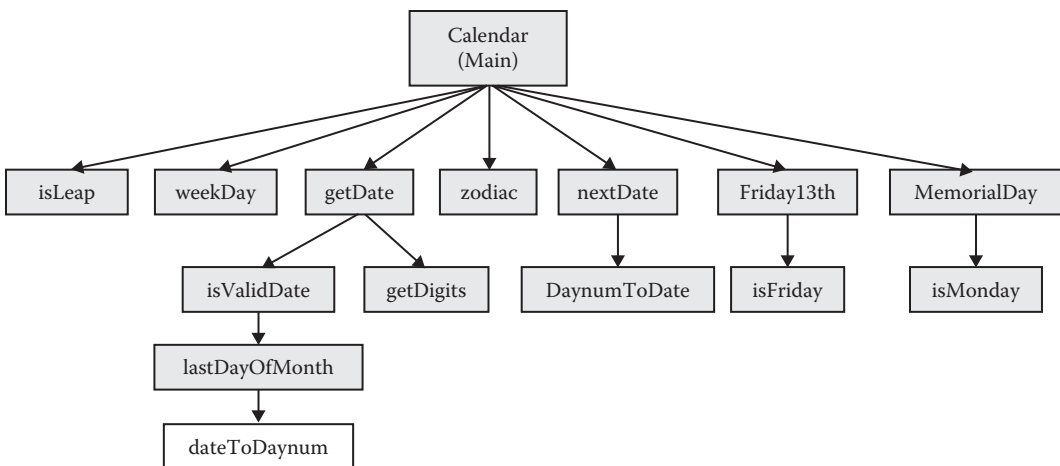 Calendar
(Main)
isLeap
weekDay
getDate
zodiac
nextDate
Friday13th
MemorialDay
isValidDate
getDigits
DaynumToDate
isFriday
isMonday
lastDayOfMonth
dateToDaynum